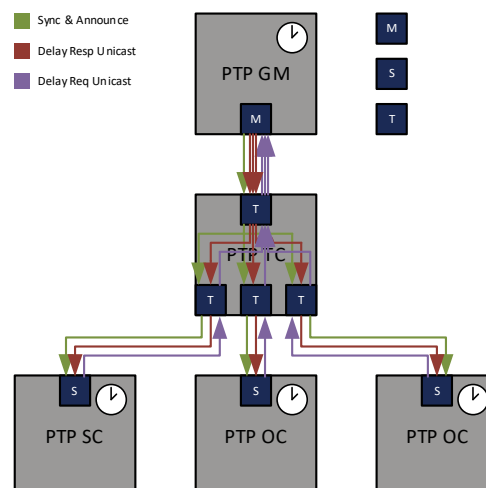 Sync & Announce
Delay Resp Unicast
Delay Req Unicast
M
S
T
PTP GM
M
T
PTP TC
T
T
T
S
S
S
PTP SC
PTP OC
PTP OC